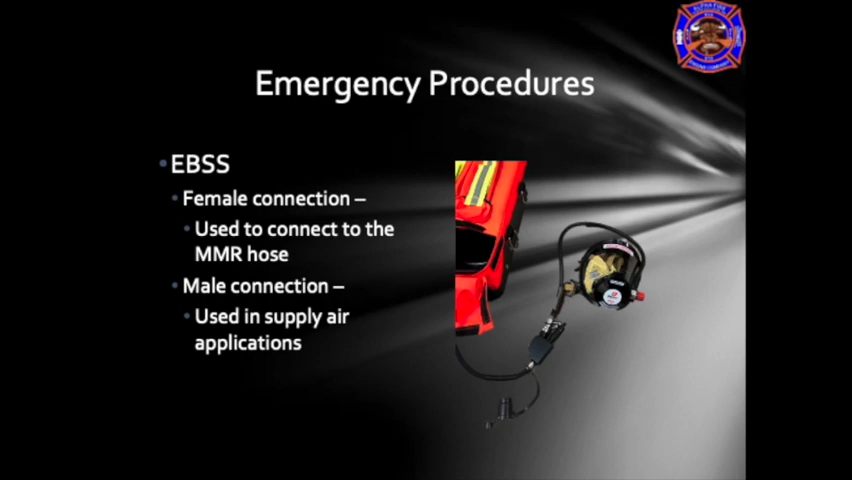 Emergency Procedures
•EBSS
•Female connection –
•Used to connect to the
MMR hose
•Male connection –
•Used in supply air
applications